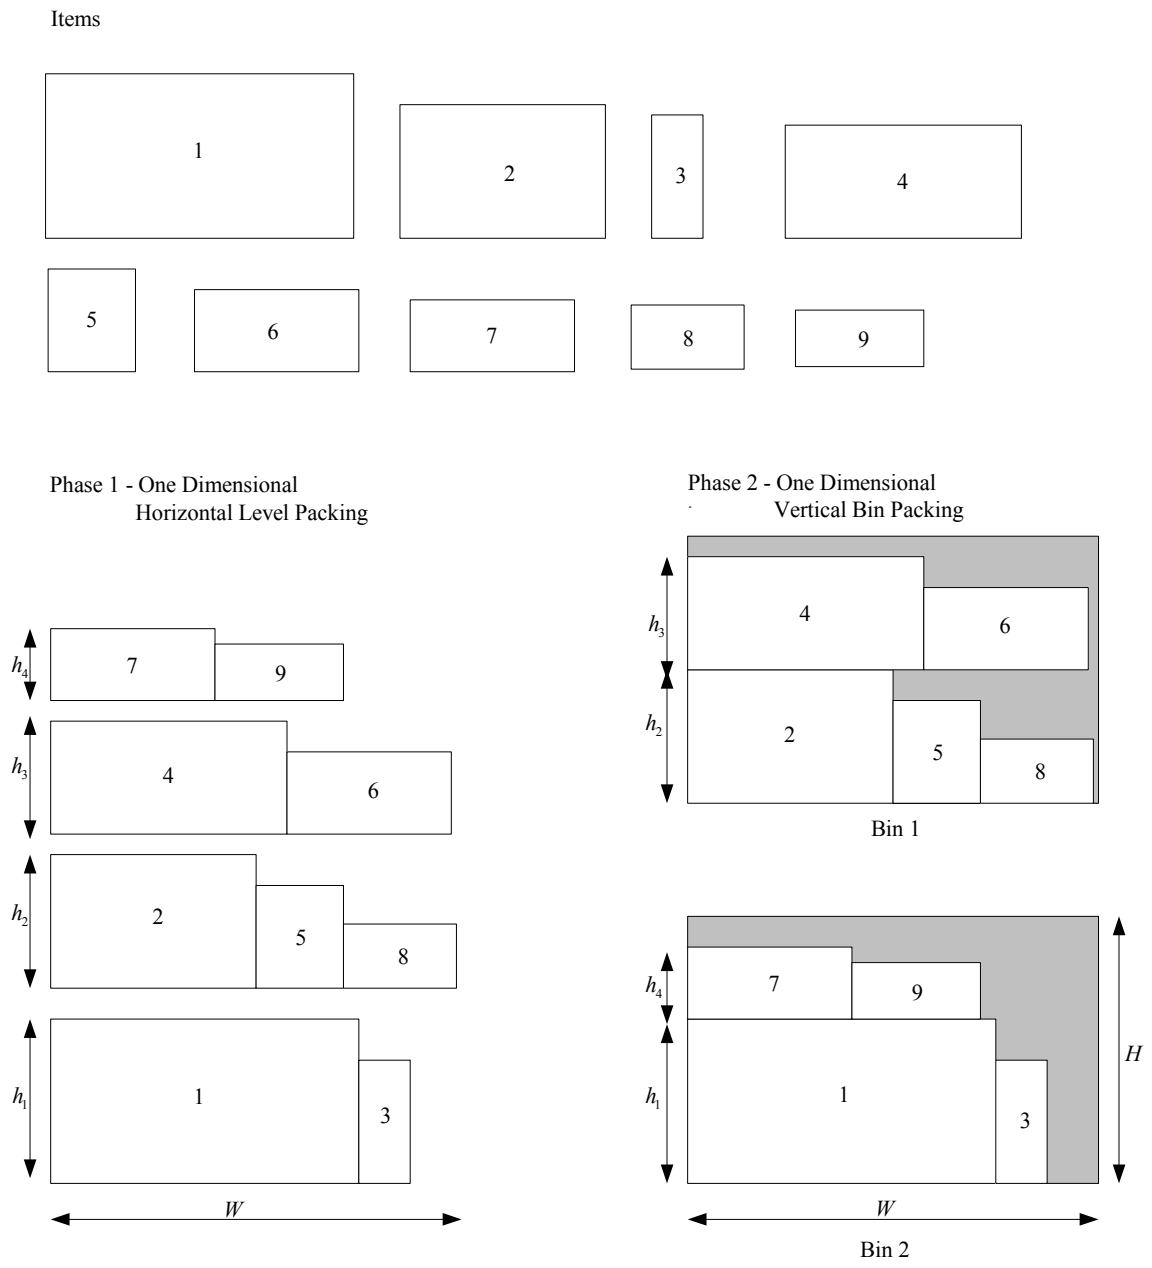 Items
1
2
3
4
5
6
7
8
9
Phase 1 - One Dimensional
Horizontal Level Packing
h4
7
9
h3
4
6
h2
2
5
8
h1
1
3
W
Phase 2 - One Dimensional
Vertical Bin Packing
h3
4
6
h2
2
5
8
Bin 1
h4
7
9
H
h1
1
3
W
Bin 2